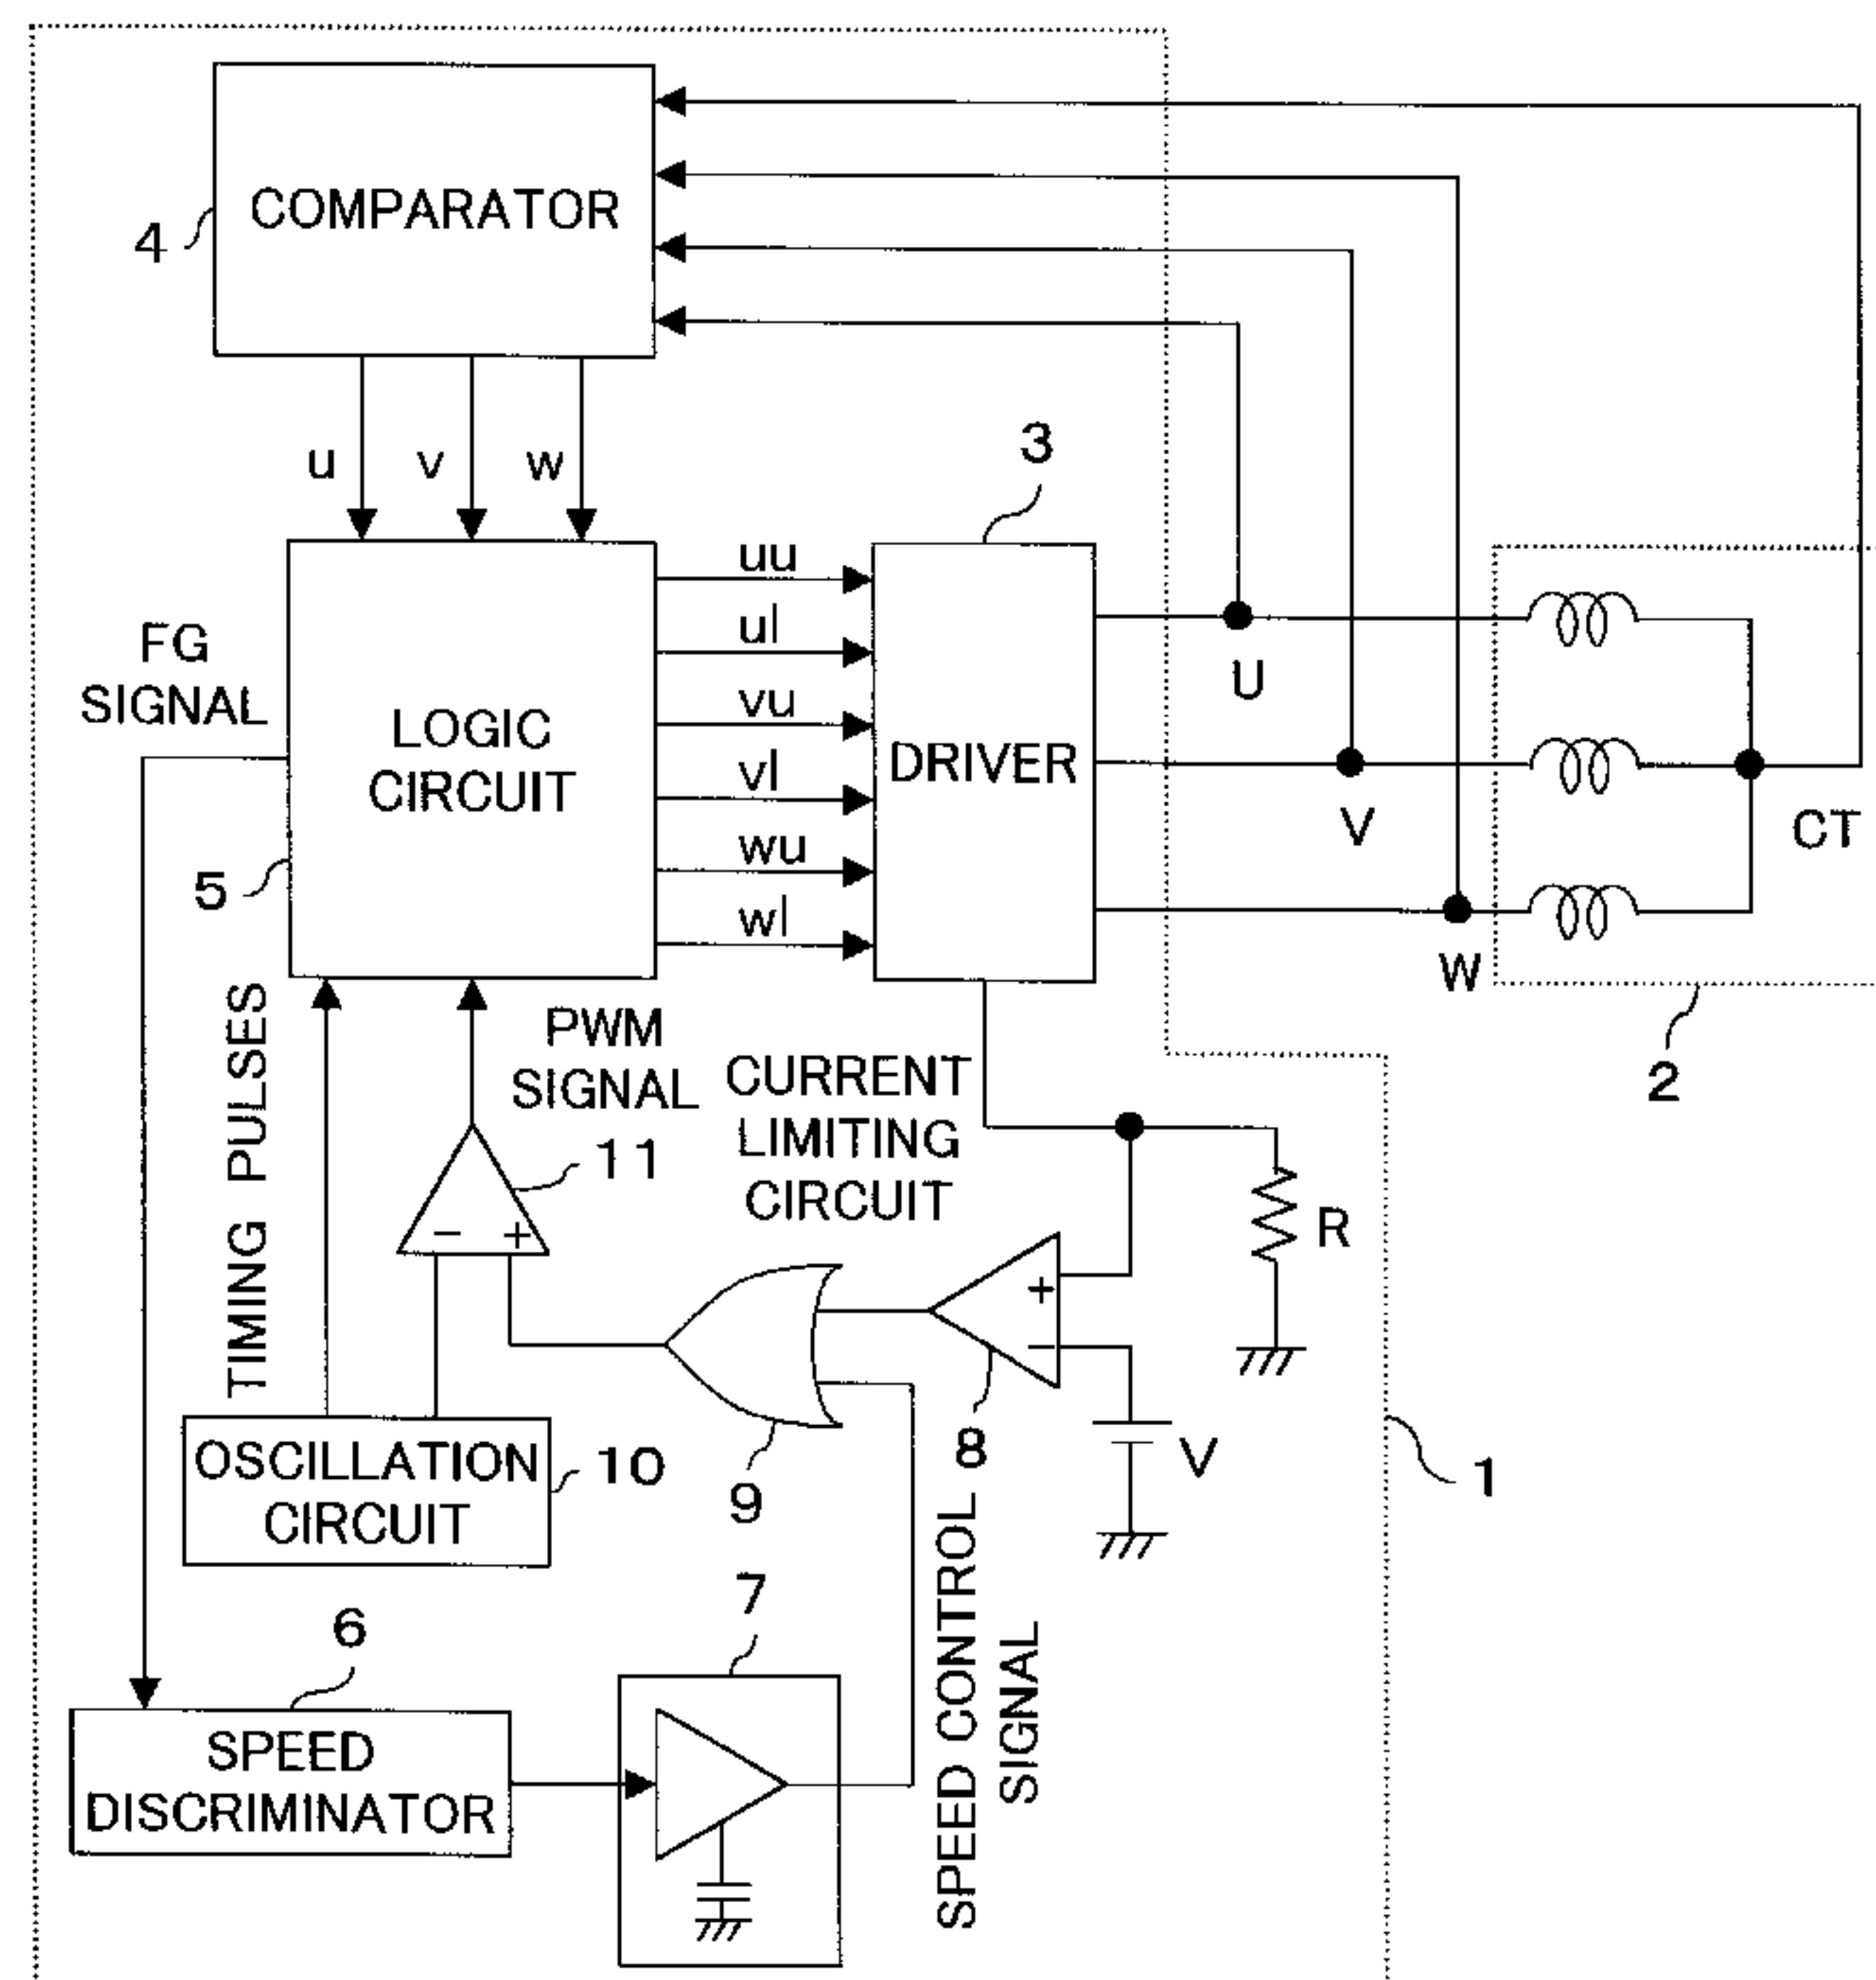 COMPARATOR
4
u
v
w
3
FG
SIGNAL
LOGIC
CIRCUIT
5
uu
ul
vu
vl
wu
wl
DRIVER
U
V
W
CT
2
TIMING PULSES
PWM
SIGNAL
11
− +
CURRENT
LIMITING
CIRCUIT
R
+
−
8
V
9
1
OSCILLATION
CIRCUIT
10
6
SPEED
DISCRIMINATOR
7
SPEED CONTROL
SIGNAL